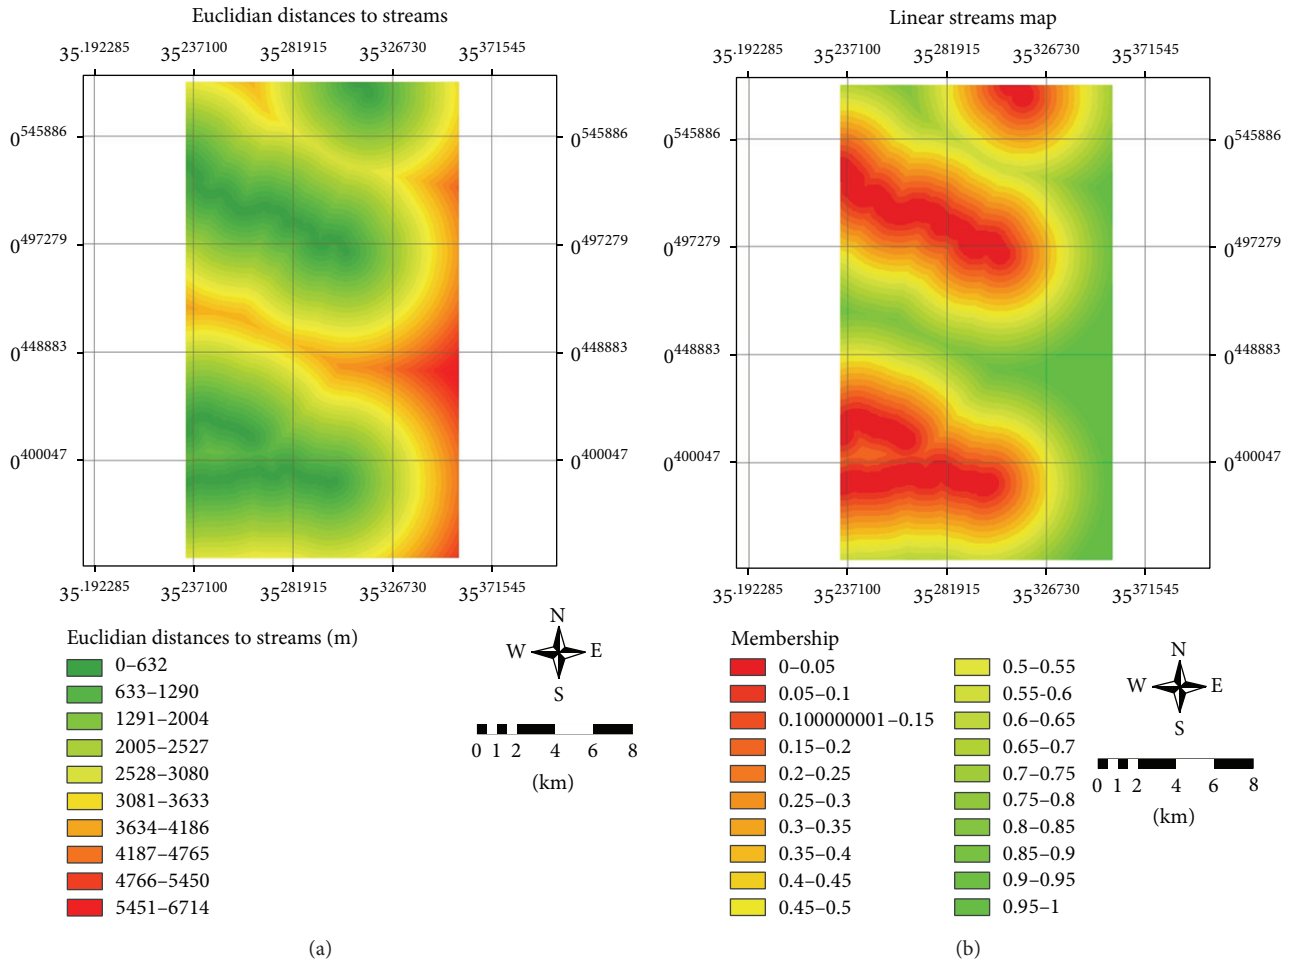 Euclidian distances to streams
35.192285 35237100 35281915 35326730 35371545
0545886 0545886
0497279 0497279
0448883 0448883
0400047 0400047
35.192285 35237100 35281915 35326730 35371545
Euclidian distances to streams (m)
0–632
633–1290
1291–2004
2005–2527
2528–3080
3081–3633
3634–4186
4187–4765
4766–5450
5451–6714
N
W E
S
0 1 2 4 6 8
(km)
(a)
Linear streams map
35.192285 35237100 35281915 35326730 35371545
0545886 0545886
0497279 0497279
0448883 0448883
0400047 0400047
35.192285 35237100 35281915 35326730 35371545
Membership
0–0.05
0.05–0.1
0.100000001–0.15
0.15–0.2
0.2–0.25
0.25–0.3
0.3–0.35
0.35–0.4
0.4–0.45
0.45–0.5
0.5–0.55
0.55-0.6
0.6–0.65
0.65–0.7
0.7–0.75
0.75–0.8
0.8–0.85
0.85–0.9
0.9–0.95
0.95–1
N
W E
S
0 1 2 4 6 8
(km)
(b)